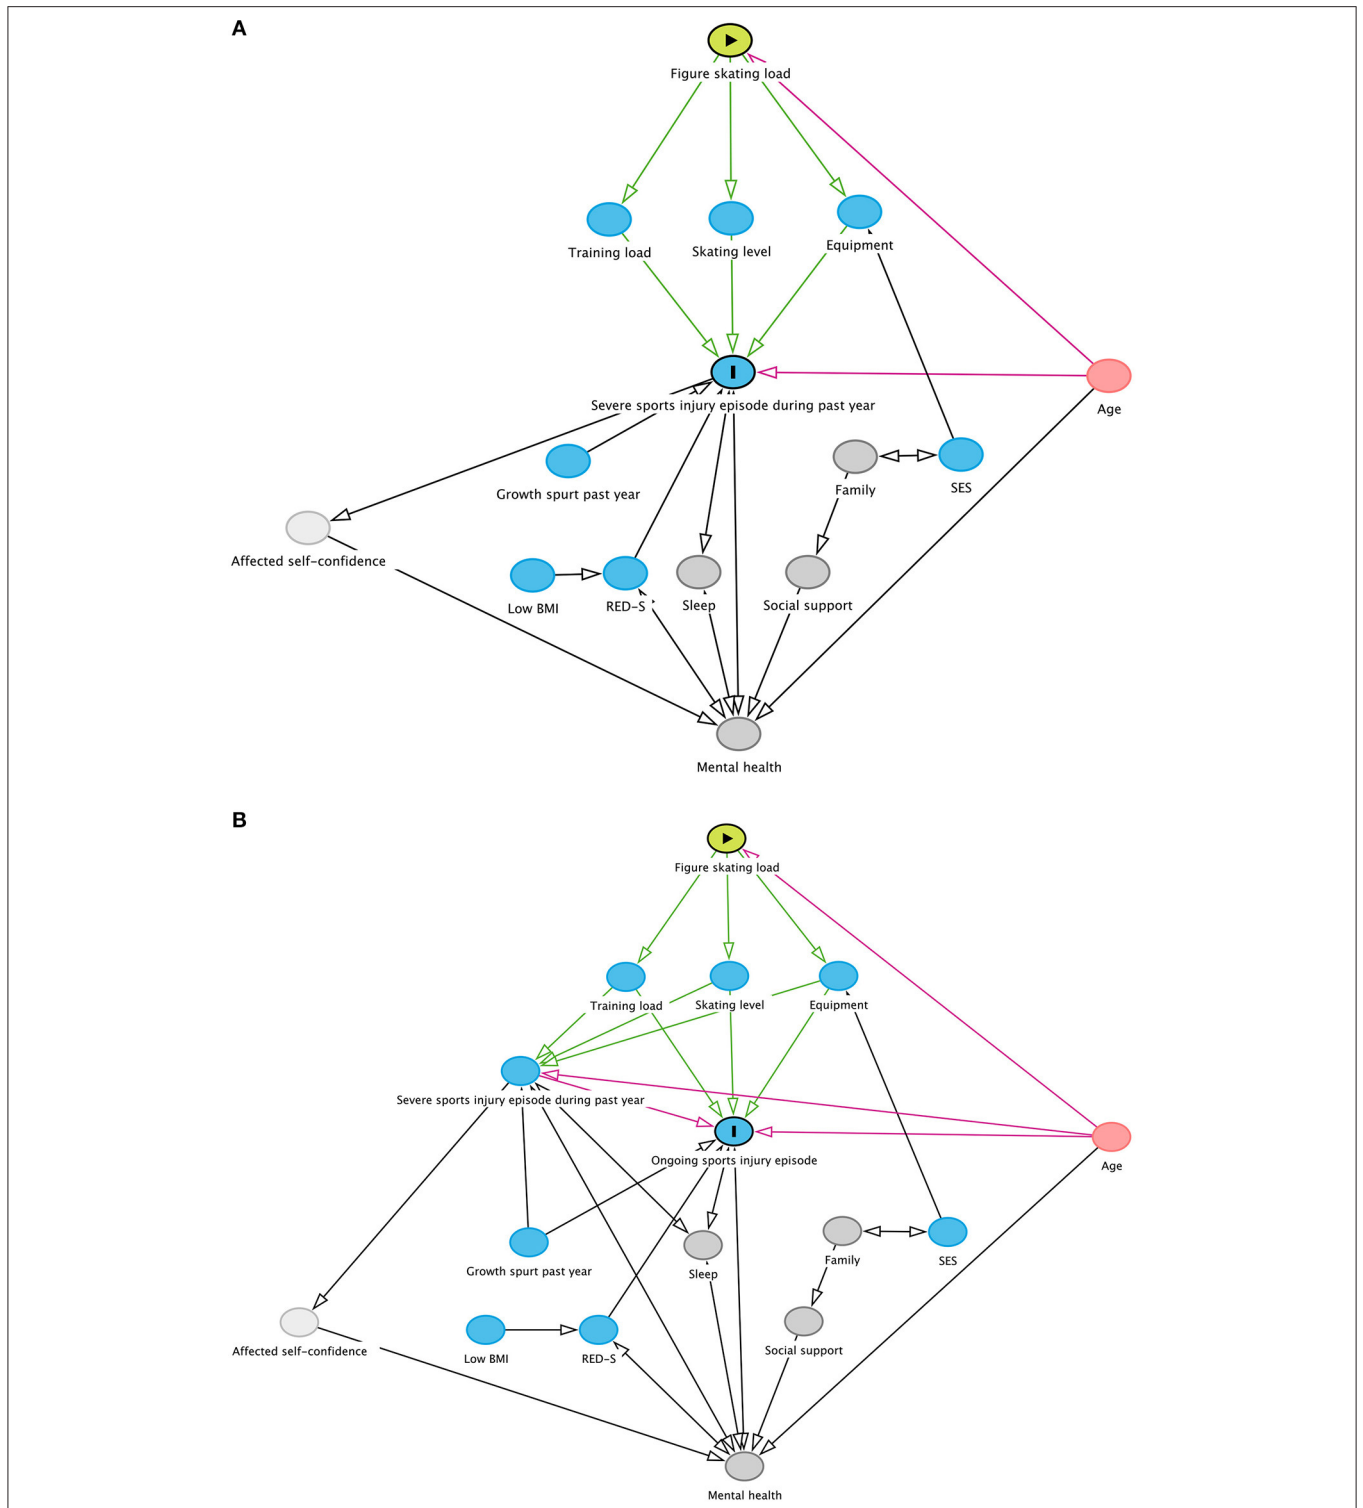 A
Figure skating load
Training load
Skating level
Equipment
Severe sports injury episode during past year
Age
Growth spurt past year
Family
SES
Affected self-confidence
Low BMI
RED-S
Sleep
Social support
Mental health
B
Figure skating load
Training load
Skating level
Equipment
Severe sports injury episode during past year
Ongoing sports injury episode
Age
Growth spurt past year
Sleep
Family
SES
Affected self-confidence
Low BMI
RED-S
Social support
Mental health